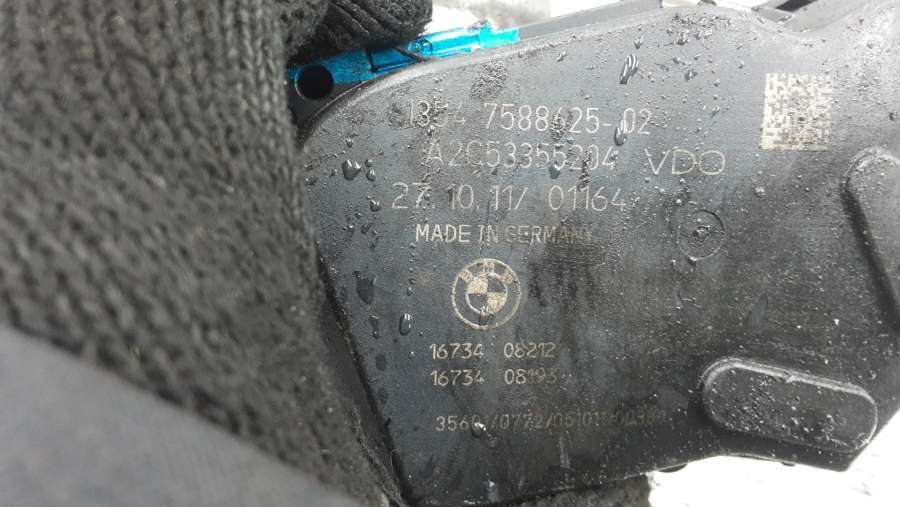 1354 7588625-02
A2C53355204 VDO
27.10.11/ 01164
MADE IN GERMANY
BMW
16734 08212
16734 08193